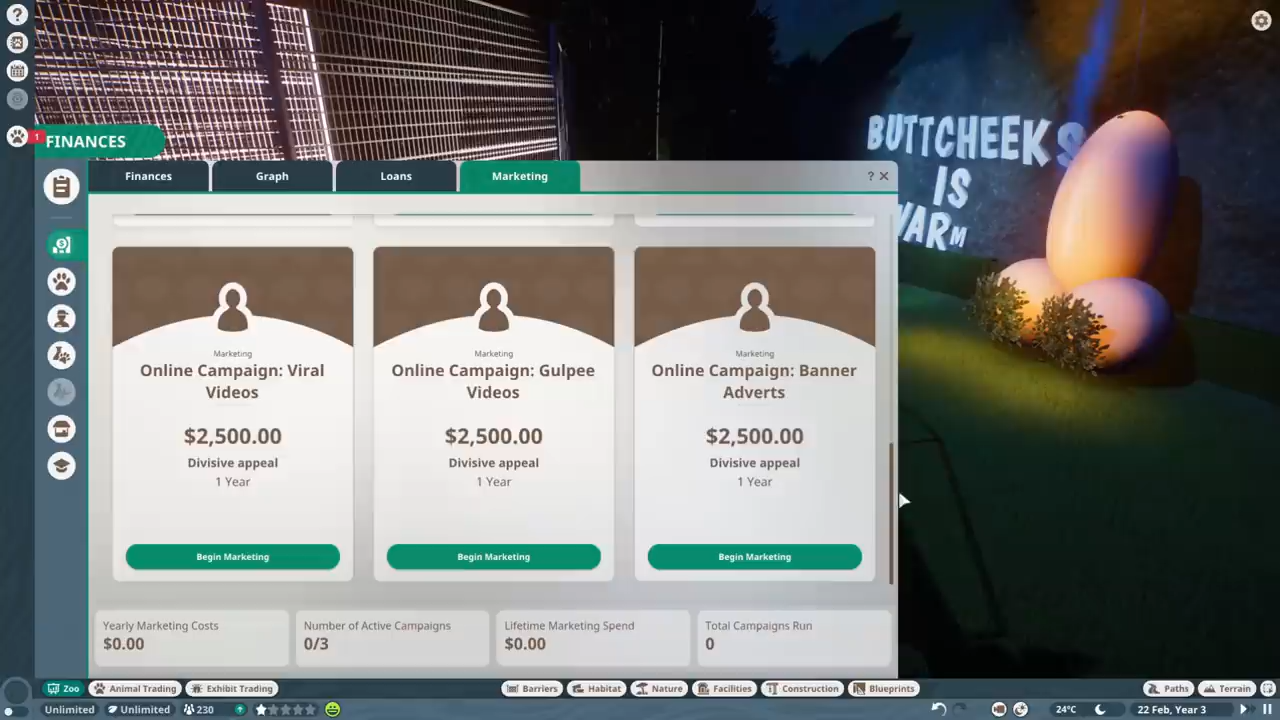 ?
1
FINANCES
Finances
Graph
Loans
Marketing
?
BUTTCHEEKS
IS
WARM
Marketing
Online Campaign: Viral
Videos
$2,500.00
Divisive appeal
1 Year
Begin Marketing
Marketing
Online Campaign: Gulpee
Videos
$2,500.00
Divisive appeal
1 Year
Begin Marketing
Marketing
Online Campaign: Banner
Adverts
$2,500.00
Divisive appeal
1 Year
Begin Marketing
Yearly Marketing Costs
$0.00
Number of Active Campaigns
0/3
Lifetime Marketing Spend
$0.00
Total Campaigns Run
0
Zoo
Animal Trading
Exhibit Trading
Barriers
Habitat
Nature
Facilities
Construction
Blueprints
Paths
Terrain
Unlimited
Unlimited
230
24°C
22 Feb, Year 3